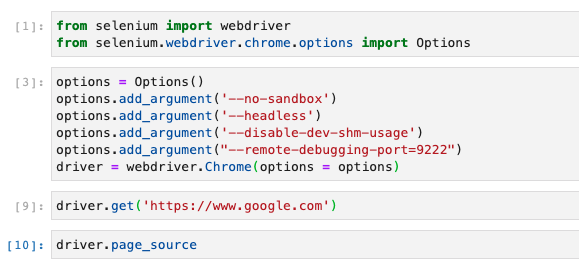 [1]: from selenium import webdriver
from selenium.webdriver.chrome.options import Options
[3]: options = Options()
options.add_argument('--no-sandbox')
options.add_argument('--headless')
options.add_argument('--disable-dev-shm-usage')
options.add_argument("--remote-debugging-port=9222")
driver = webdriver.Chrome(options = options)
[9]: driver.get('https://www.google.com')
[10]: driver.page_source